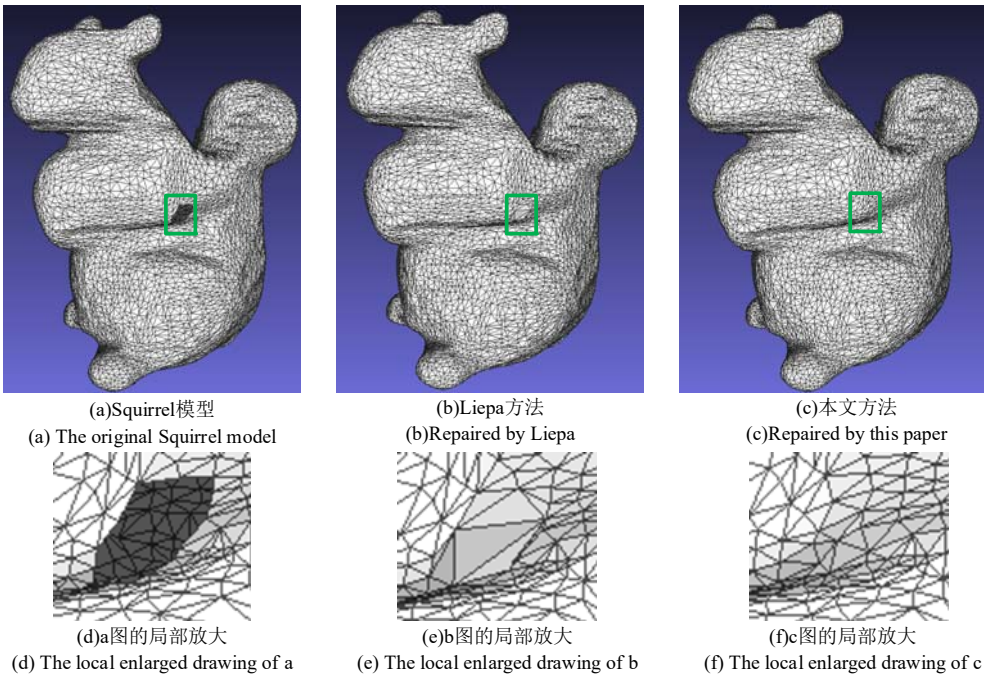 (a)Squirrel模型
(a) The original Squirrel model
(b)Liepa方法
(b)Repaired by Liepa
(c)本文方法
(c)Repaired by this paper
(d)a图的局部放大
(d) The local enlarged drawing of a
(e)b图的局部放大
(e) The local enlarged drawing of b
(f)c图的局部放大
(f) The local enlarged drawing of c